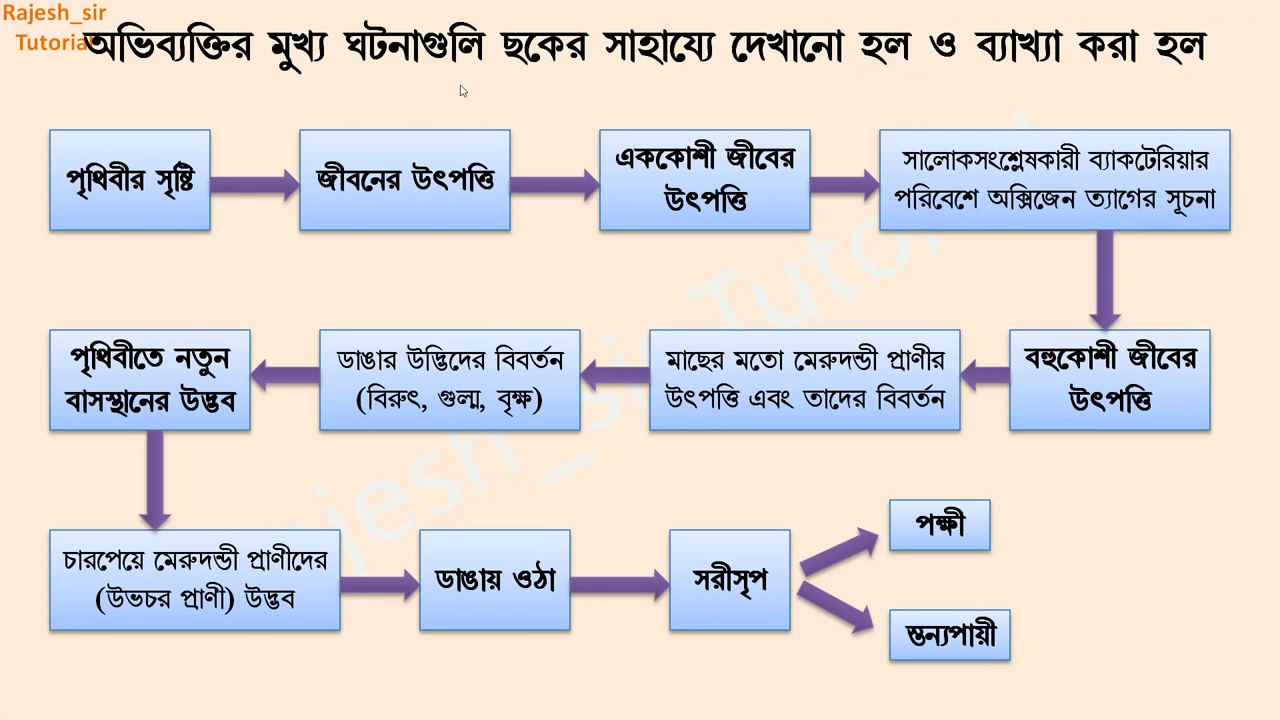 Rajesh_sir
Tutorial
অভিব্যক্তির মুখ্য ঘটনাগুলি ছকের সাহায্যে দেখানো হল ও ব্যাখ্যা করা হল
পৃথিবীর সৃষ্টি
জীবনের উৎপত্তি
এককোশী জীবের
উৎপত্তি
সালোকসংশ্লেষকারী ব্যাকটেরিয়ার
পরিবেশে অক্সিজেন ত্যাগের সূচনা
পৃথিবীতে নতুন
বাসস্থানের উদ্ভব
ডাঙার উদ্ভিদের বিবর্তন
(বিরুৎ, গুল্ম, বৃক্ষ)
মাছের মতো মেরুদন্ডী প্রাণীর
উৎপত্তি এবং তাদের বিবর্তন
বহুকোশী জীবের
উৎপত্তি
চারপেয়ে মেরুদন্ডী প্রাণীদের
(উভচর প্রাণী) উদ্ভব
ডাঙায় ওঠা
সরীসৃপ
পক্ষী
স্তন্যপায়ী
Rajesh_sir Tutorial